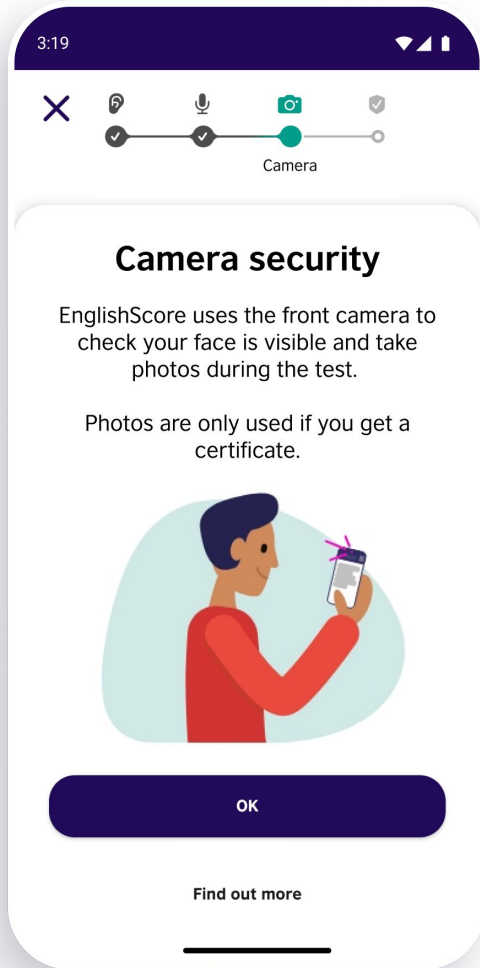 3:19
Camera
Camera security
EnglishScore uses the front camera to
check your face is visible and take
photos during the test.
Photos are only used if you get a
certificate.
OK
Find out more